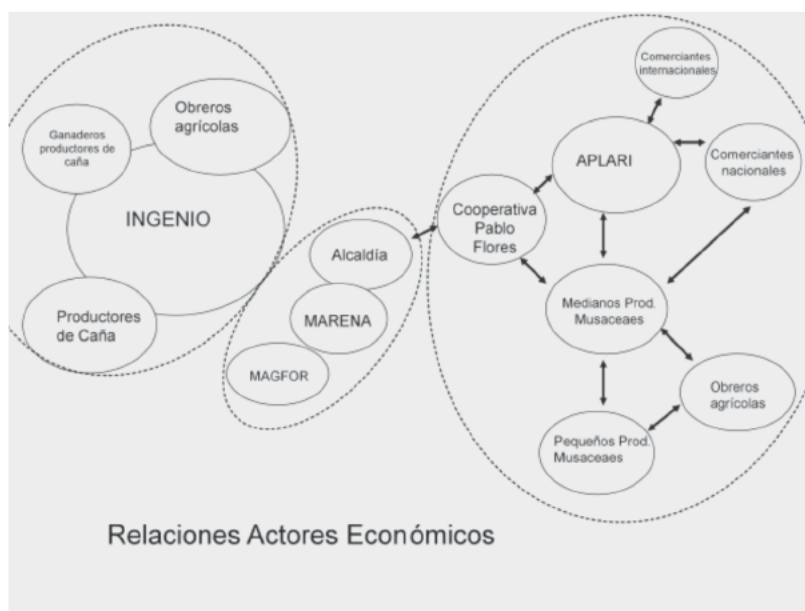 Ganaderos
productores de
caña
Obreros
agrícolas
INGENIO
Productores
de Caña
Alcaldía
MARENA
MAGFOR
Comerciantes
internacionales
APLARI
Comerciantes
nacionales
Cooperativa
Pablo
Flores
Medianos Prod.
Musaceaes
Obreros
agrícolas
Pequeños Prod.
Musaceaes
Relaciones Actores Económicos